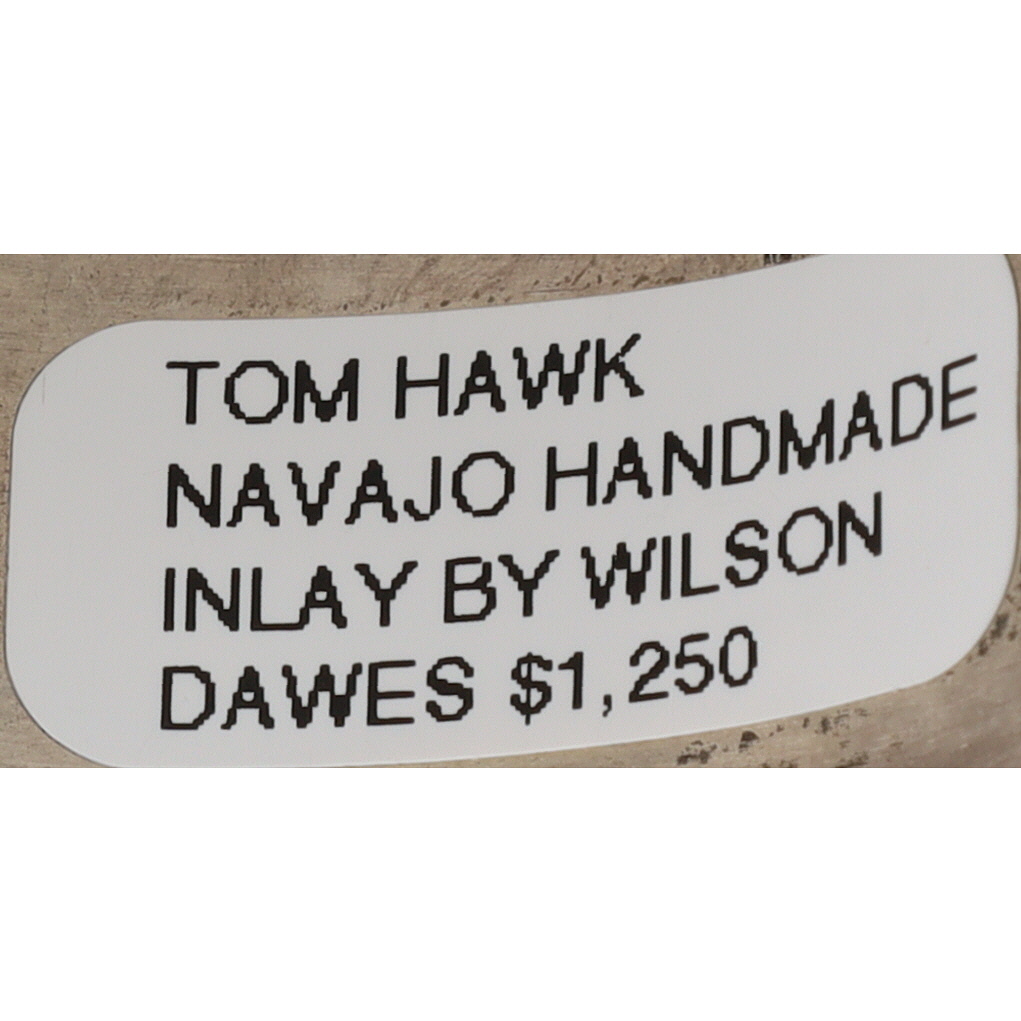 TOM HAWK
NAVAJO HANDMADE
INLAY BY WILSON
DAWES $1,250